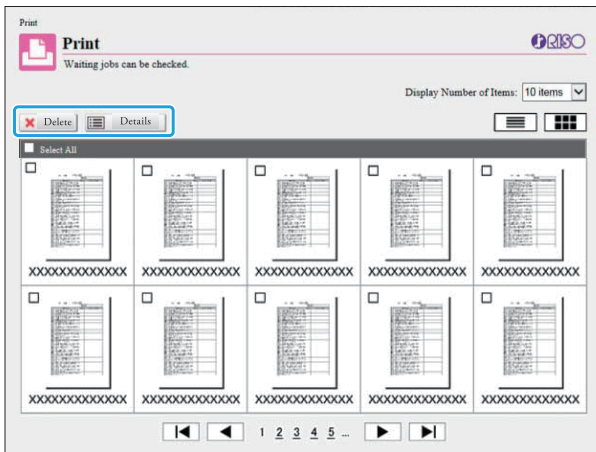 Print
Print
RISO
Waiting jobs can be checked.
Display Number of Items: 10 items
Delete Details
Select All
XXXXXXXXXXXXX XXXXXXXXXXXXX XXXXXXXXXXXXX XXXXXXXXXXXXX XXXXXXXXXXXXX
XXXXXXXXXXXXX XXXXXXXXXXXXX XXXXXXXXXXXXX XXXXXXXXXXXXX XXXXXXXXXXXXX
1 2 3 4 5 ...